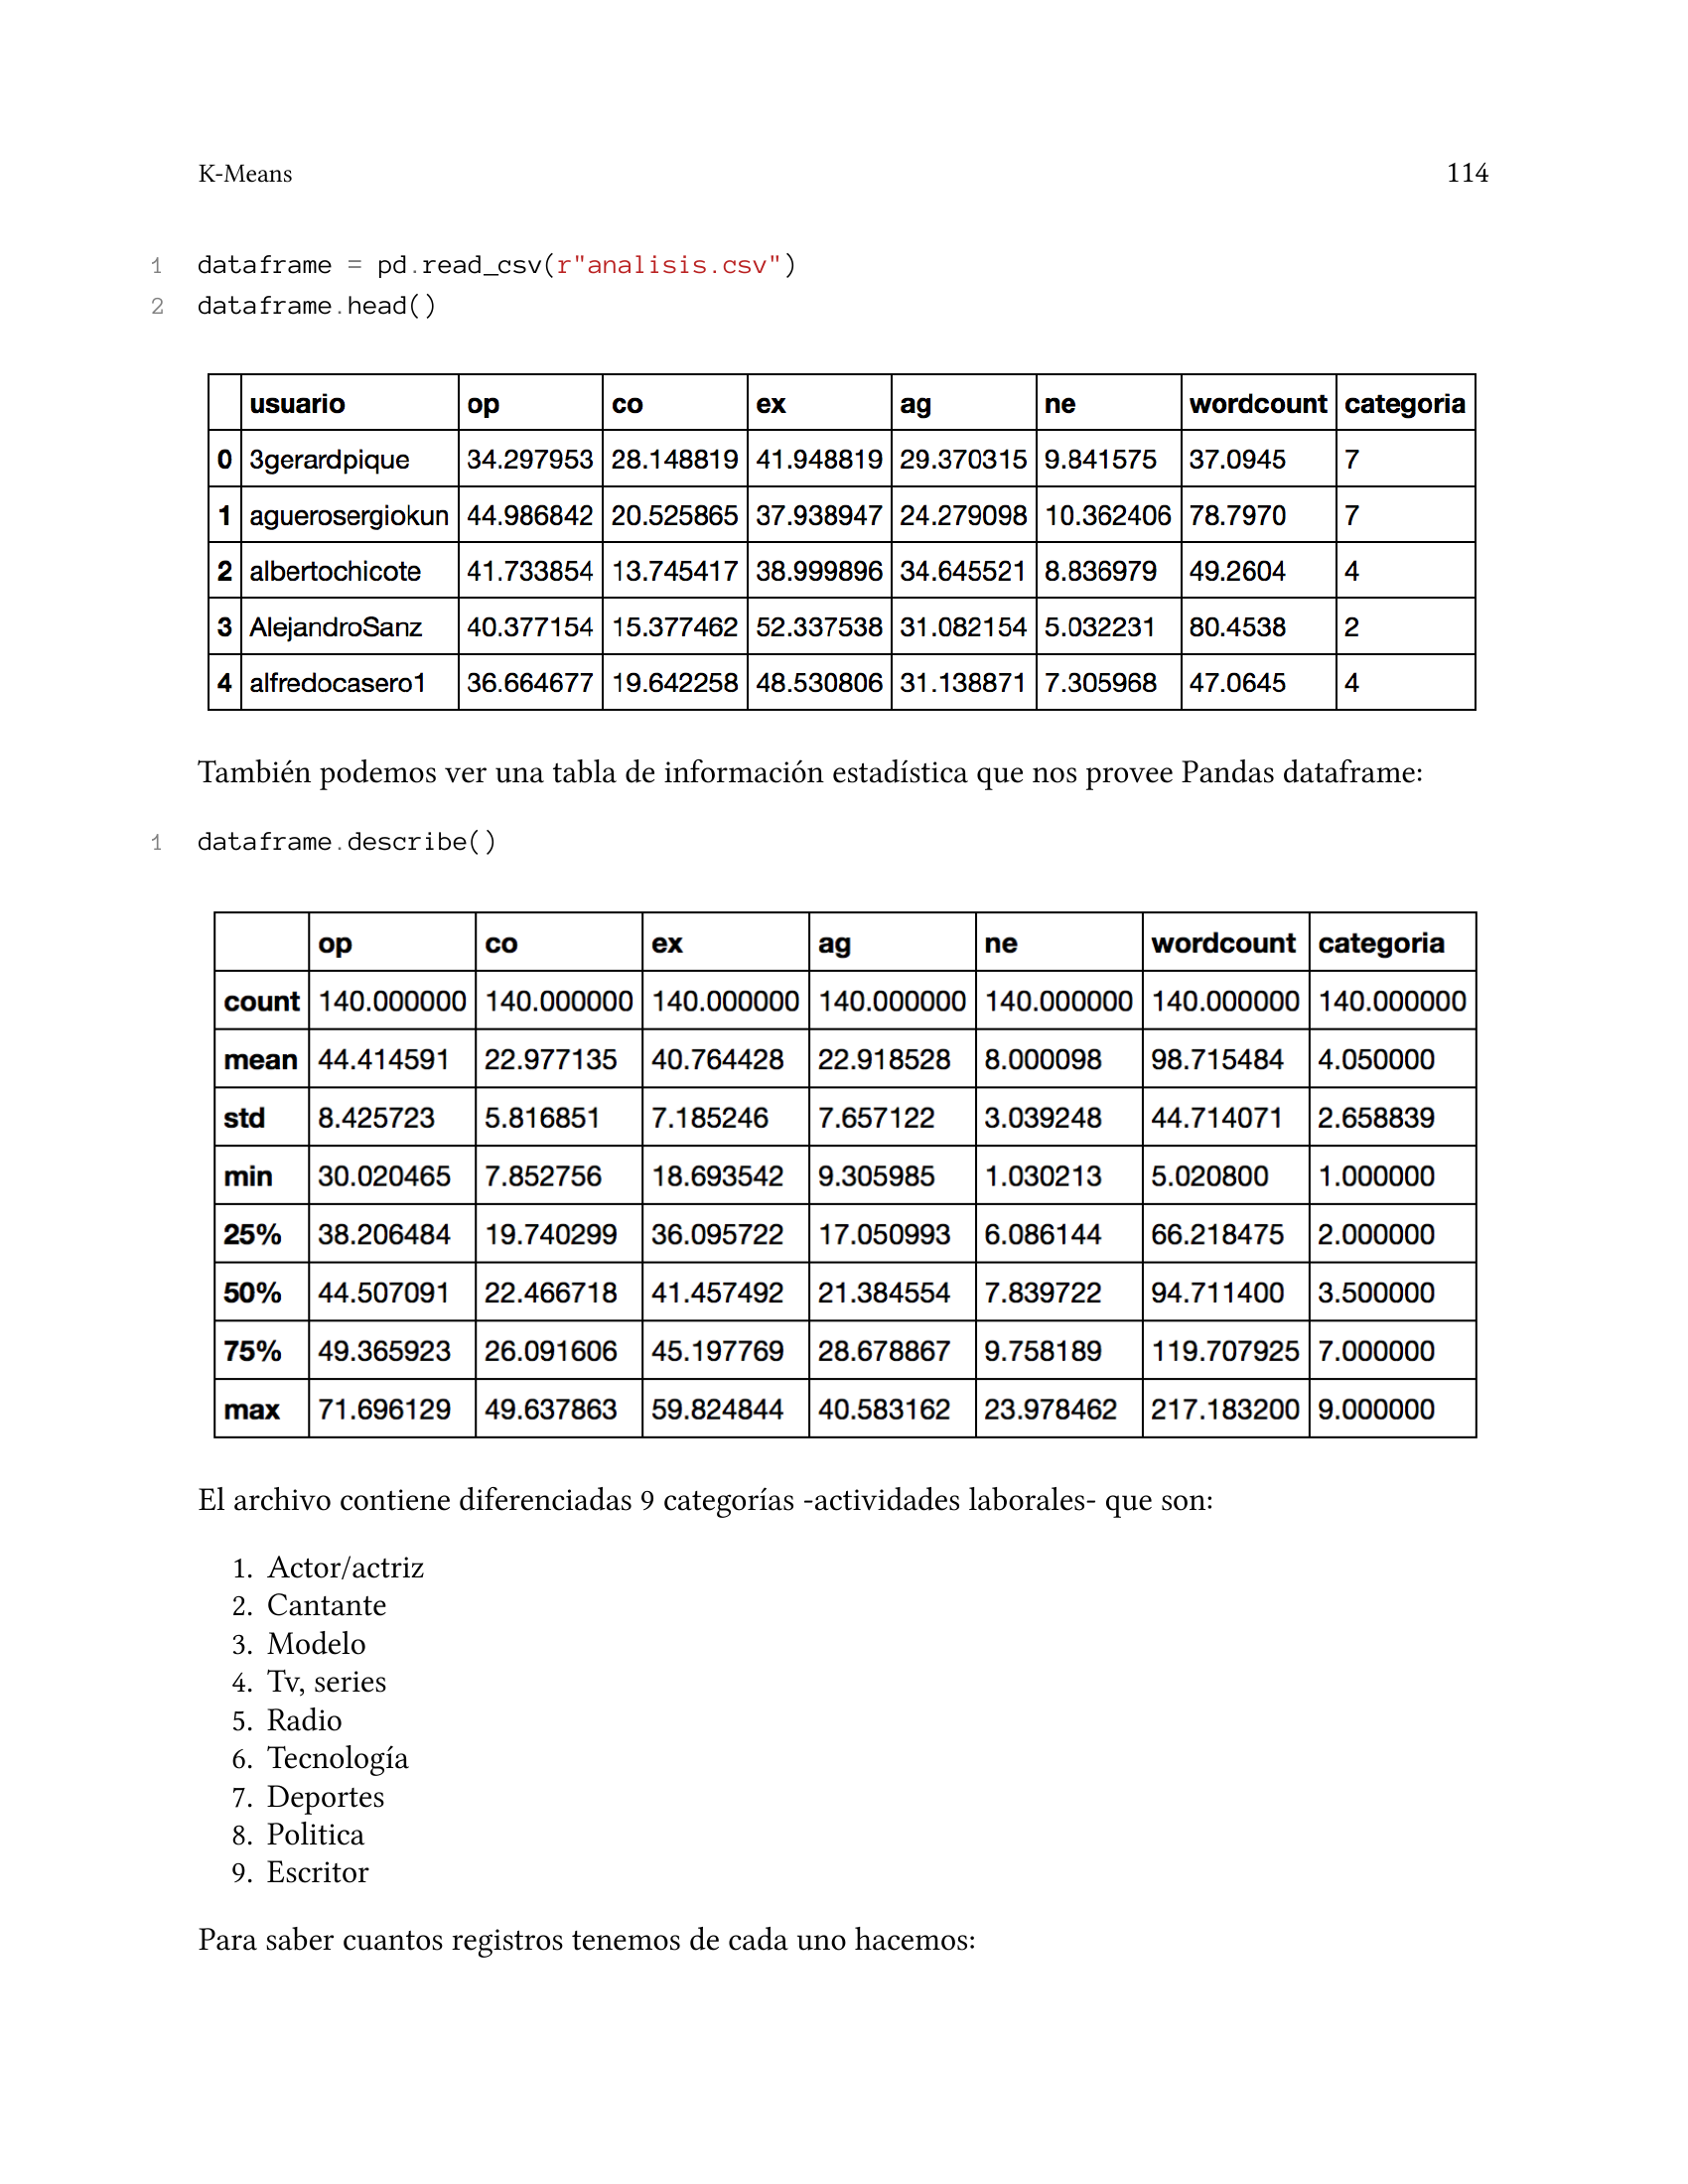 K-Means 114
1 dataframe = pd.read_csv(r"analisis.csv")
2 dataframe.head()
usuario op co ex ag ne wordcount categoria
0 3gerardpique 34.297953 28.148819 41.948819 29.370315 9.841575 37.0945 7
1 aguerosergiokun 44.986842 20.525865 37.938947 24.279098 10.362406 78.7970 7
2 albertochicote 41.733854 13.745417 38.999896 34.645521 8.836979 49.2604 4
3 AlejandroSanz 40.377154 15.377462 52.337538 31.082154 5.032231 80.4538 2
4 alfredocasero1 36.664677 19.642258 48.530806 31.138871 7.305968 47.0645 4
También podemos ver una tabla de información estadística que nos provee Pandas dataframe:
1 dataframe.describe()
op co ex ag ne wordcount categoria
count 140.000000 140.000000 140.000000 140.000000 140.000000 140.000000 140.000000
mean 44.414591 22.977135 40.764428 22.918528 8.000098 98.715484 4.050000
std 8.425723 5.816851 7.185246 7.657122 3.039248 44.714071 2.658839
min 30.020465 7.852756 18.693542 9.305985 1.030213 5.020800 1.000000
25% 38.206484 19.740299 36.095722 17.050993 6.086144 66.218475 2.000000
50% 44.507091 22.466718 41.457492 21.384554 7.839722 94.711400 3.500000
75% 49.365923 26.091606 45.197769 28.678867 9.758189 119.707925 7.000000
max 71.696129 49.637863 59.824844 40.583162 23.978462 217.183200 9.000000
El archivo contiene diferenciadas 9 categorías -actividades laborales- que son:
1. Actor/actriz
2. Cantante
3. Modelo
4. Tv, series
5. Radio
6. Tecnología
7. Deportes
8. Politica
9. Escritor
Para saber cuantos registros tenemos de cada uno hacemos: